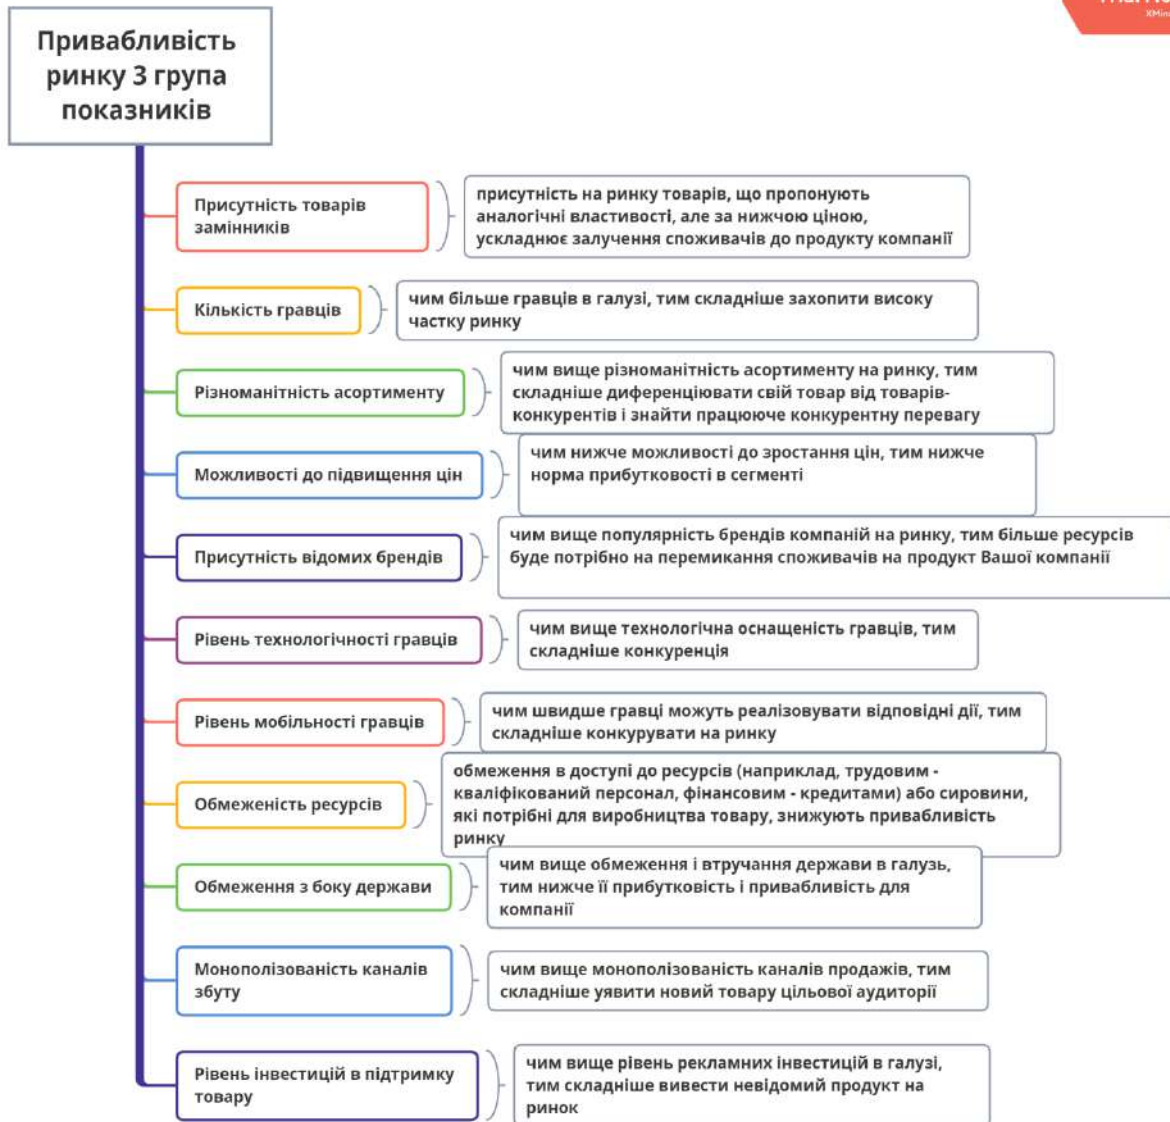 Привабливість
ринку 3 група
показників
Присутність товарів
замінників
присутність на ринку товарів, що пропонують
аналогічні властивості, але за нижчою ціною,
ускладнює залучення споживачів до продукту компанії
Кількість гравців
чим більше гравців в галузі, тим складніше захопити високу
частку ринку
Різноманітність асортименту
чим вище різноманітність асортименту на ринку, тим
складніше диференціювати свій товар від товарів-
конкурентів і знайти працююче конкурентну перевагу
Можливості до підвищення цін
чим нижче можливості до зростання цін, тим нижче
норма прибутковості в сегменті
Присутність відомих брендів
чим вище популярність брендів компаній на ринку, тим більше ресурсів
буде потрібно на перемикання споживачів на продукт Вашої компанії
Рівень технологічності гравців
чим вище технологічна оснащеність гравців, тим
складніше конкуренція
Рівень мобільності гравців
чим швидше гравці можуть реалізовувати відповідні дії, тим
складніше конкурувати на ринку
Обмеженість ресурсів
обмеження в доступі до ресурсів (наприклад, трудовим -
кваліфікований персонал, фінансовим - кредитами) або сировини,
які потрібні для виробництва товару, знижують привабливість
ринку
Обмеження з боку держави
чим вище обмеження і втручання держави в галузь,
тим нижче її прибутковість і привабливість для
компанії
Монополізованість каналів
збуту
чим вище монополізованість каналів продажів, тим
складніше уявити новий товару цільової аудиторії
Рівень інвестицій в підтримку
товару
чим вище рівень рекламних інвестицій в галузі,
тим складніше вивести невідомий продукт на
ринок